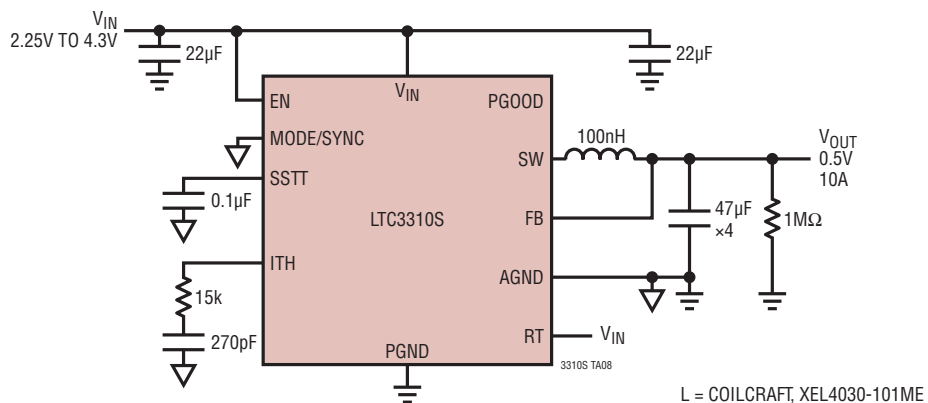 VIN
2.25V TO 4.3V
22µF
22µF
EN
VIN
PGOOD
MODE/SYNC
SW
100nH
VOUT
0.5V
10A
SSTT
0.1µF
LTC3310S
FB
47µF
×4
1MΩ
ITH
AGND
15k
270pF
RT
VIN
PGND
3310S TA08
L = COILCRAFT, XEL4030-101ME